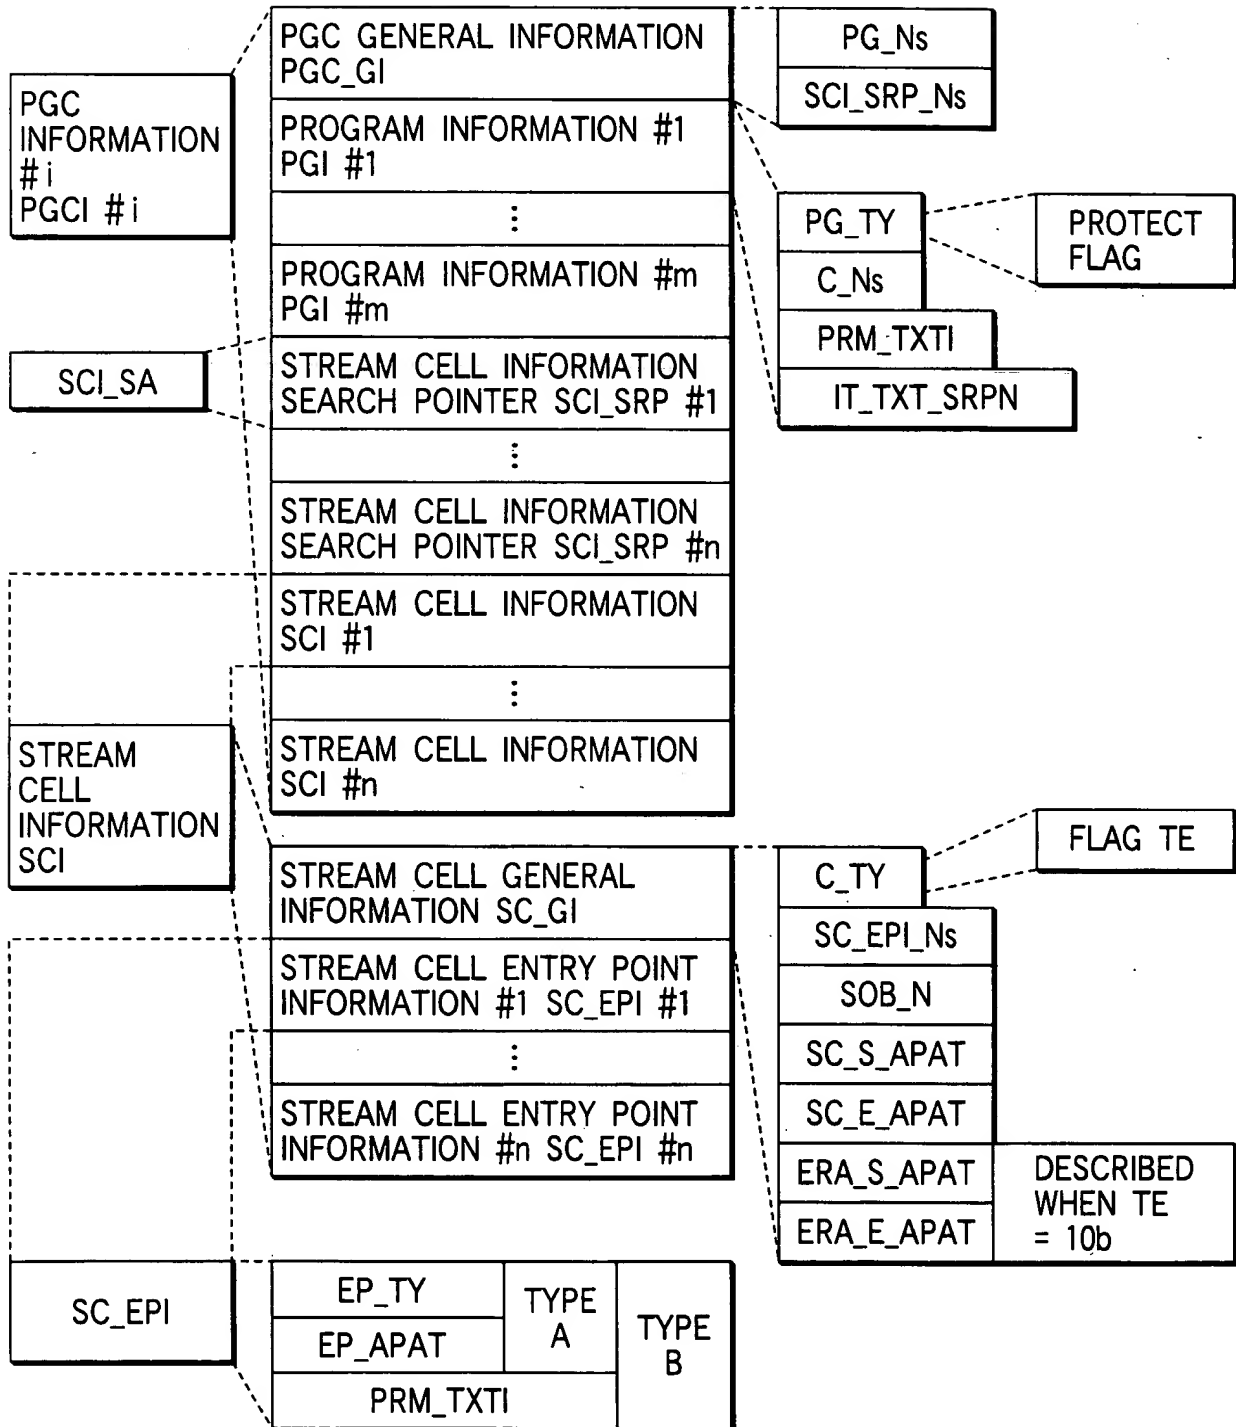 PGC
INFORMATION
# i
PGCI # i
PGC GENERAL INFORMATION
PGC_GI
PROGRAM INFORMATION #1
PGI #1
⋮
PROGRAM INFORMATION #m
PGI #m
STREAM CELL INFORMATION
SEARCH POINTER SCI_SRP #1
⋮
STREAM CELL INFORMATION
SEARCH POINTER SCI_SRP #n
STREAM CELL INFORMATION
SCI #1
⋮
STREAM CELL INFORMATION
SCI #n
PG_Ns
SCI_SRP_Ns
PG_TY
C_Ns
PRM_TXTI
IT_TXT_SRPN
PROTECT
FLAG
SCI_SA
STREAM
CELL
INFORMATION
SCI
STREAM CELL GENERAL
INFORMATION SC_GI
STREAM CELL ENTRY POINT
INFORMATION #1 SC_EPI #1
⋮
STREAM CELL ENTRY POINT
INFORMATION #n SC_EPI #n
C_TY
SC_EPI_Ns
SOB_N
SC_S_APAT
SC_E_APAT
ERA_S_APAT
ERA_E_APAT
FLAG TE
DESCRIBED
WHEN TE
= 10b
SC_EPI
EP_TY
EP_APAT
PRM_TXTI
TYPE
A
TYPE
B